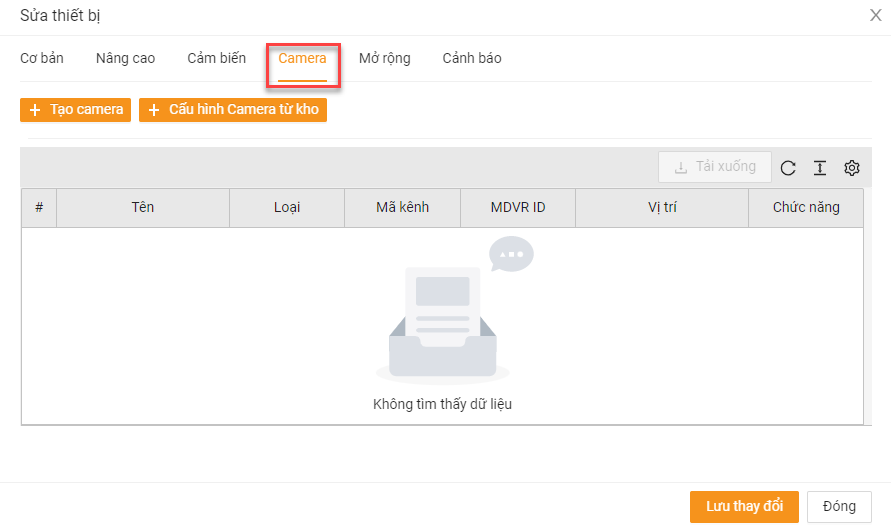 Sửa thiết bị
Cơ bản Nâng cao Cảm biến Camera Mở rộng Cảnh báo
+ Tạo camera + Cấu hình Camera từ kho
Tải xuống
# Tên Loại Mã kênh MDVR ID Vị trí Chức năng
Không tìm thấy dữ liệu
Lưu thay đổi Đóng